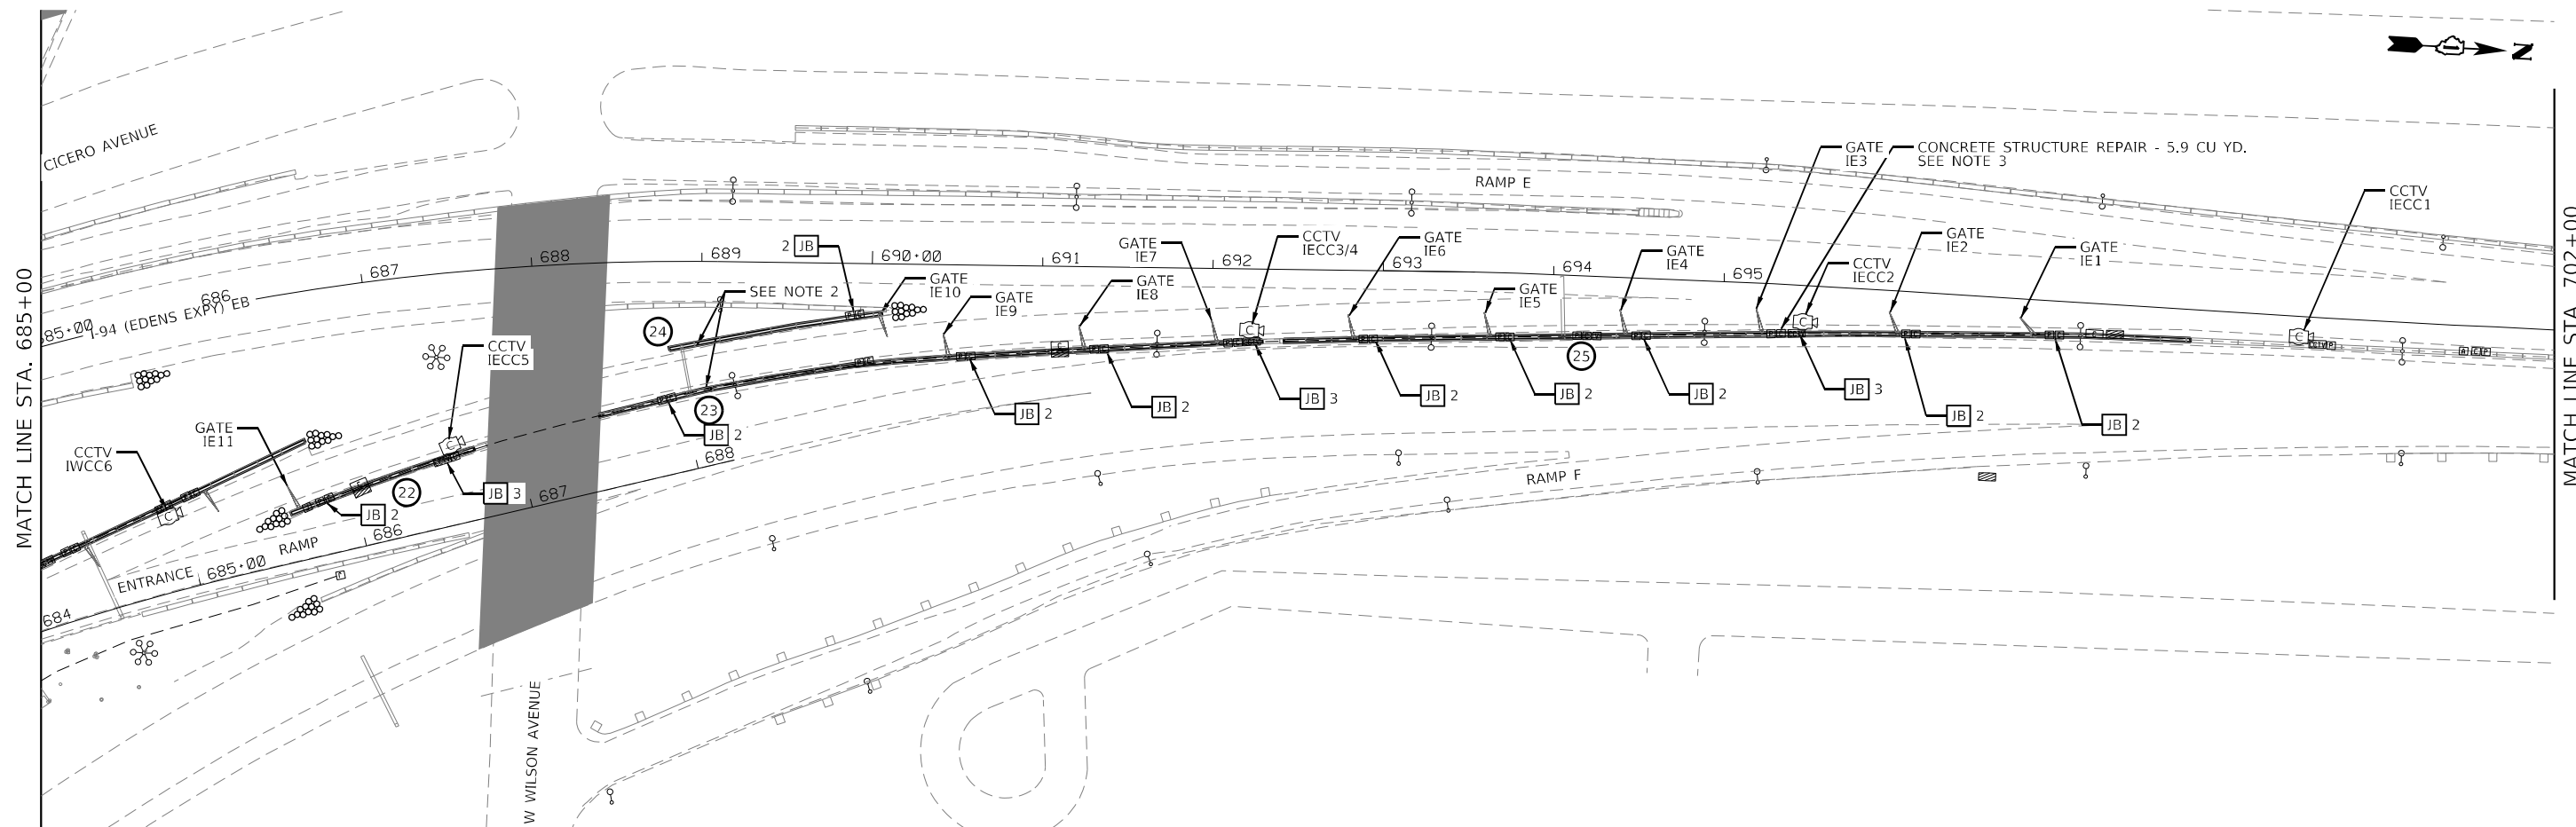 N
CICERO AVENUE
MATCH LINE STA. 685+00
MATCH LINE STA. 702+00
GATE
IE3
CONCRETE STRUCTURE REPAIR - 5.9 CU YD.
SEE NOTE 3
RAMP E
CCTV
IECC1
2 JB
GATE
IE7
CCTV
IECC3/4
GATE
IE6
GATE
IE4
CCTV
IECC2
GATE
IE2
GATE
IE1
685+00
686
687
688
689
690+00
691
692
693
694
695
I-94 (EDENS EXPY) EB
SEE NOTE 2
GATE
IE10
GATE
IE9
GATE
IE8
GATE
IE5
24
23
25
22
CCTV
IECC5
GATE
IE11
CCTV
IWCC6
JB 2
JB 3
JB 2
JB 2
JB 2
JB 3
JB 2
JB 2
JB 2
JB 3
JB 2
JB 2
684
ENTRANCE RAMP
685+00
686
687
688
RAMP F
W WILSON AVENUE
C
C
C
C
C